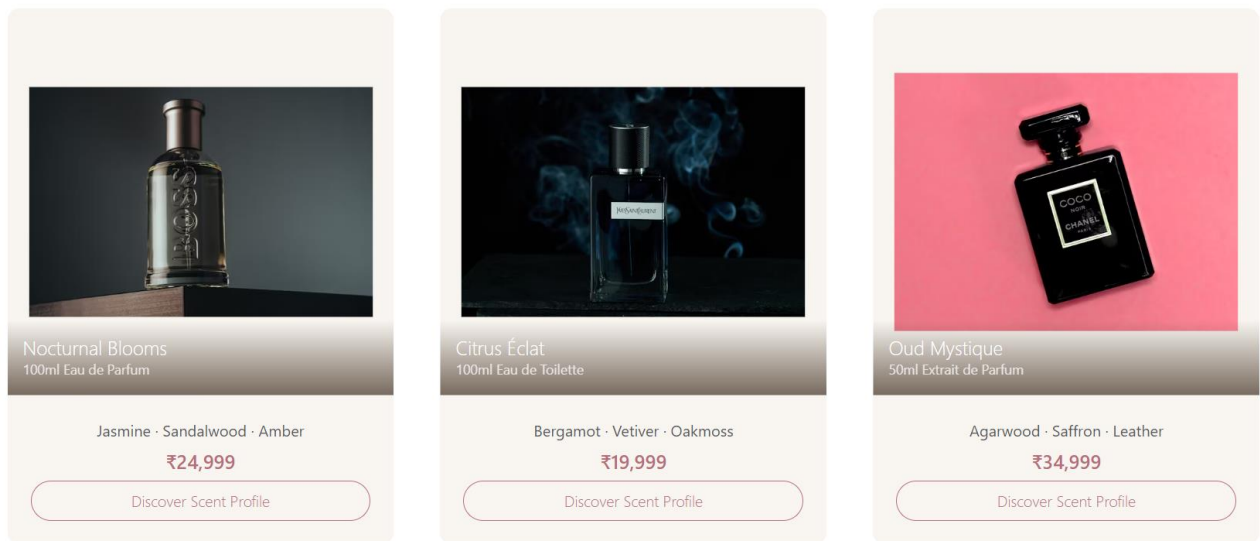 BOSS
Nocturnal Blooms
100ml Eau de Parfum
Jasmine · Sandalwood · Amber
₹24,999
Discover Scent Profile
YVESSAINTLAURENT
Citrus Éclat
100ml Eau de Toilette
Bergamot · Vetiver · Oakmoss
₹19,999
Discover Scent Profile
COCO
NOIR
CHANEL
PARIS
Oud Mystique
50ml Extrait de Parfum
Agarwood · Saffron · Leather
₹34,999
Discover Scent Profile